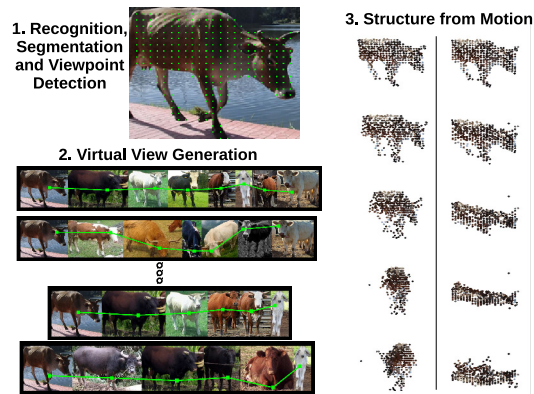 1. Recognition,
Segmentation
and Viewpoint
Detection
2. Virtual View Generation
3. Structure from Motion